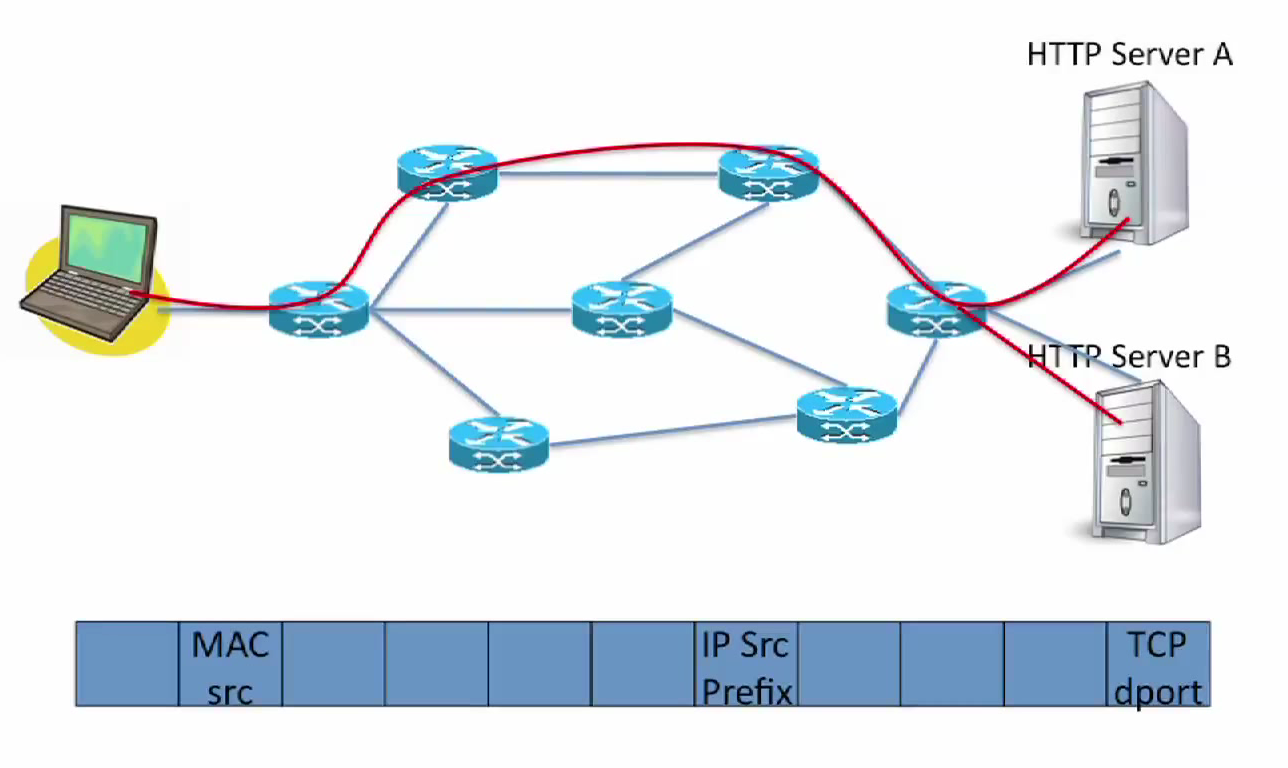 HTTP Server A
HTTP Server B
MAC
src
IP Src
Prefix
TCP
dport